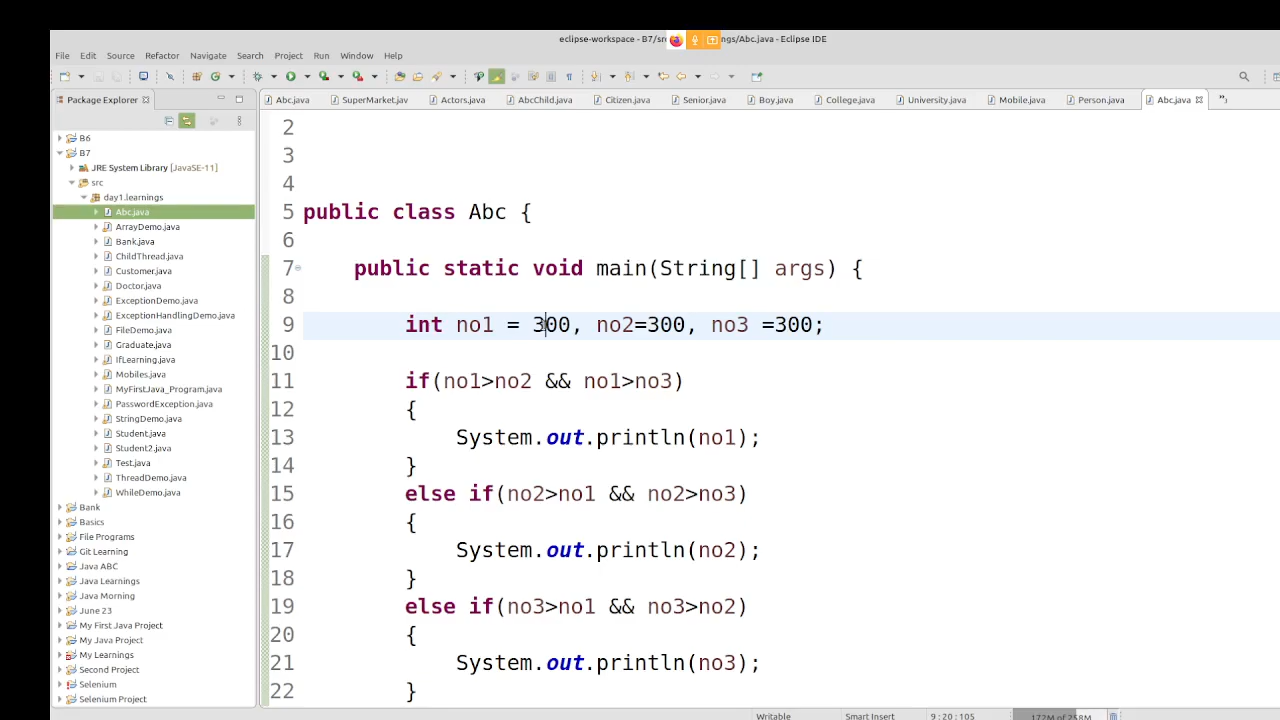 eclipse-workspace - B7/src ngs/Abc.java - Eclipse IDE
File Edit Source Refactor Navigate Search Project Run Window Help
Package Explorer
Abc.java SuperMarket.jav Actors.java AbcChild.java Citizen.java Senior.java Boy.java College.java University.java Mobile.java Person.java Abc.java
B6
B7
JRE System Library [JavaSE-11]
src
day1.learnings
Abc.java
ArrayDemo.java
Bank.java
ChildThread.java
Customer.java
Doctor.java
ExceptionDemo.java
ExceptionHandlingDemo.java
FileDemo.java
Graduate.java
IfLearning.java
Mobiles.java
MyFirstJava_Program.java
PasswordException.java
StringDemo.java
Student.java
Student2.java
Test.java
ThreadDemo.java
WhileDemo.java
Bank
Basics
File Programs
Git Learning
Java ABC
Java Learnings
Java Morning
June 23
My First Java Project
My Java Project
My Learnings
Second Project
Selenium
Selenium Project
2
3
4
5 public class Abc {
6
7 public static void main(String[] args) {
8
9 int no1 = 300, no2=300, no3 =300;
10
11 if(no1>no2 && no1>no3)
12 {
13 System.out.println(no1);
14 }
15 else if(no2>no1 && no2>no3)
16 {
17 System.out.println(no2);
18 }
19 else if(no3>no1 && no3>no2)
20 {
21 System.out.println(no3);
22 }
Writable Smart Insert 9 : 20 : 105 172M of 258M